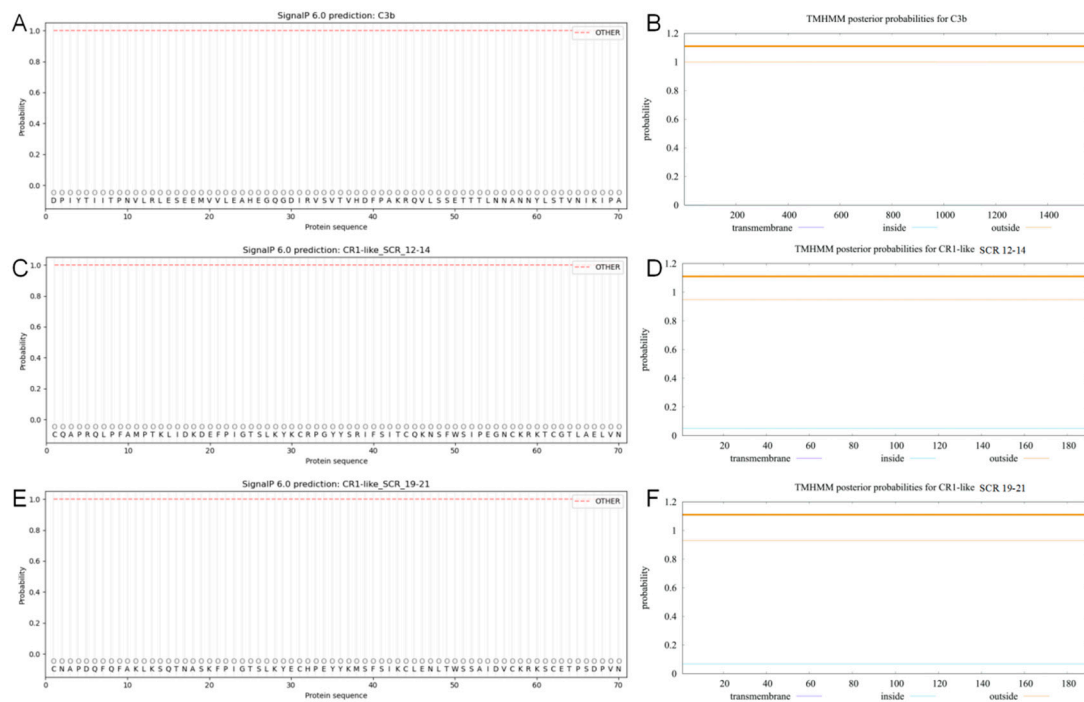 A
SignalP 6.0 prediction: C3b
1.0
OTHER
0.8
0.6
0.4
0.2
0.0
Probability
O O O O O O O O O O O O O O O O O O O O O O O O O O O O O O O O O O O O O O O O O O O O O O O O O O O O O O O O O O O O O O O O O O O O O O
D P I Y T I I T P N V L R L E S E E M V V L E A H E G Q G D I R V S V T V H D F P A K R Q V L S S E T T T L N N A N N Y L S T V N I K I P A
0 10 20 30 40 50 60 70
Protein sequence
B
TMHMM posterior probabilities for C3b
1.2
1
0.8
0.6
0.4
0.2
0
probability
200 400 600 800 1000 1200 1400
transmembrane inside outside
C
SignalP 6.0 prediction: CR1-like_SCR_12-14
1.0
OTHER
0.8
0.6
0.4
0.2
0.0
Probability
O O O O O O O O O O O O O O O O O O O O O O O O O O O O O O O O O O O O O O O O O O O O O O O O O O O O O O O O O O O O O O O O O O O O O O
C Q A P R Q L P F A M P T K L I D K D E F P I G T S L K Y K C R P G Y Y S R I F S I T C Q K N S F W S I P E G N C K R K T C G T L A E L V N
0 10 20 30 40 50 60 70
Protein sequence
D
TMHMM posterior probabilities for CR1-like SCR 12-14
1.2
1
0.8
0.6
0.4
0.2
0
probability
20 40 60 80 100 120 140 160 180
transmembrane inside outside
E
SignalP 6.0 prediction: CR1-like_SCR_19-21
1.0
OTHER
0.8
0.6
0.4
0.2
0.0
Probability
O O O O O O O O O O O O O O O O O O O O O O O O O O O O O O O O O O O O O O O O O O O O O O O O O O O O O O O O O O O O O O O O O O O O O O
C N A P D Q F Q F A K L K S Q T N A S K F P I G T S L K Y E C H P E Y Y K M S F S I K C L E N L T W S S A I D V C K R K S C E T P S D P V N
0 10 20 30 40 50 60 70
Protein sequence
F
TMHMM posterior probabilities for CR1-like SCR 19-21
1.2
1
0.8
0.6
0.4
0.2
0
probability
20 40 60 80 100 120 140 160 180
transmembrane inside outside